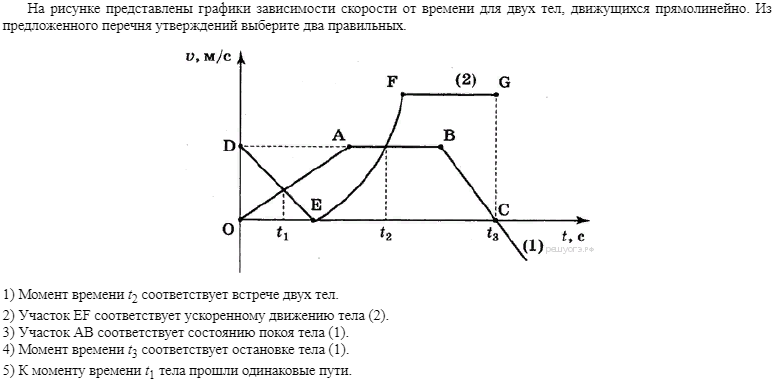 На рисунке представлены графики зависимости скорости от времени для двух тел, движущихся прямолинейно. Из
предложенного перечня утверждений выберите два правильных.
υ, м/с
F (2) G
D A B
E C
O t₁ t₂ t₃ t, с
(1)
решуогэ.рф
1) Момент времени t₂ соответствует встрече двух тел.
2) Участок EF соответствует ускоренному движению тела (2).
3) Участок AB соответствует состоянию покоя тела (1).
4) Момент времени t₃ соответствует остановке тела (1).
5) К моменту времени t₁ тела прошли одинаковые пути.